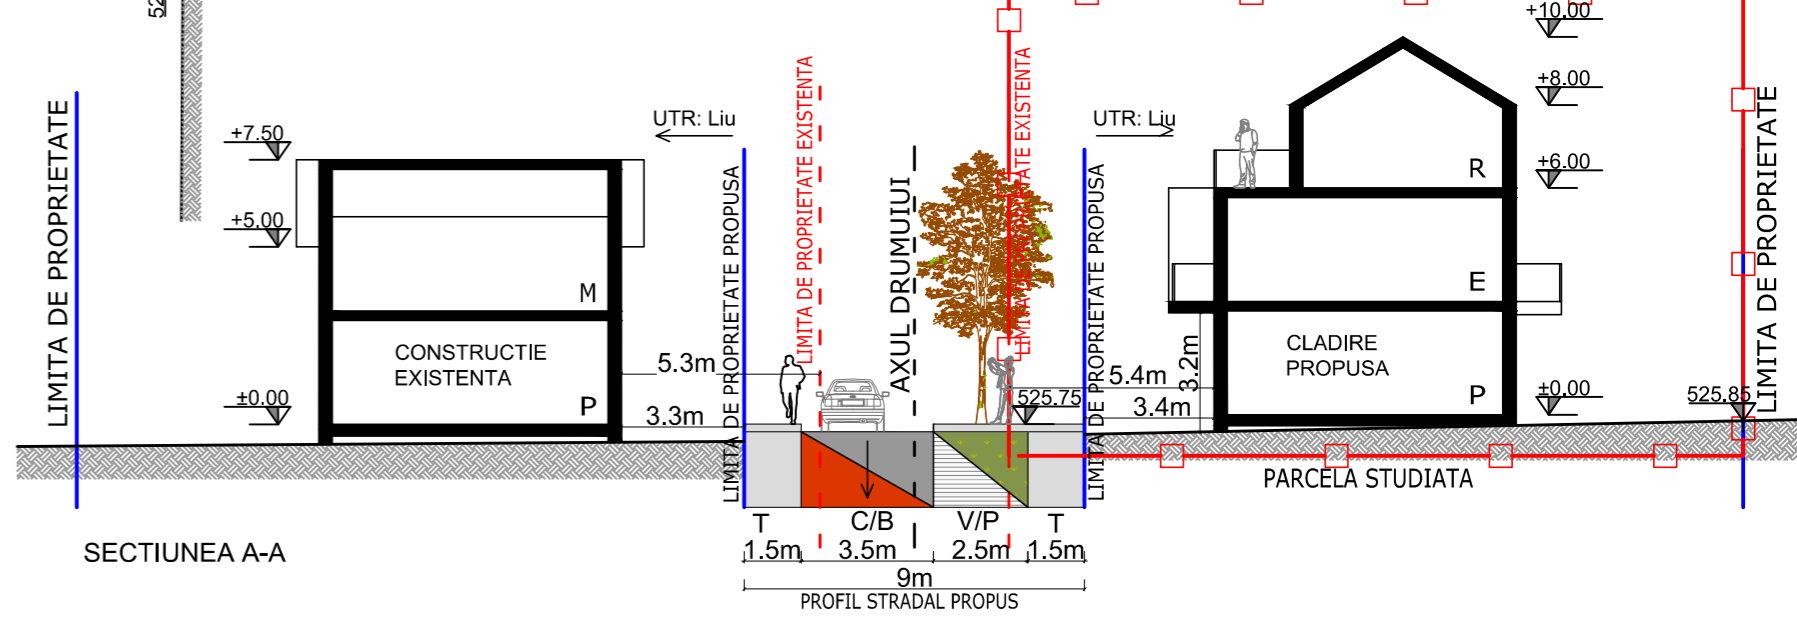 52
+10.00
+8.00
+6.00
±0.00
LIMITA DE PROPRIETATE
+7.50
+5.00
±0.00
M
CONSTRUCTIE
EXISTENTA
P
UTR: Liu
5.3m
3.3m
LIMITA DE PROPRIETATE PROPUSA
LIMITA DE PROPRIETATE EXISTENTA
AXUL DRUMULUI
LIMITA DE PROPRIETATE EXISTENTA
525.75
LIMITA DE PROPRIETATE PROPUSA
UTR: Liu
5.4m
3.4m
3.2m
R
E
CLADIRE
PROPUSA
P
525.85
LIMITA DE PROPRIETATE
PARCELA STUDIATA
T
C/B
V/P
T
1.5m
3.5m
2.5m
1.5m
9m
PROFIL STRADAL PROPUS
SECTIUNEA A-A